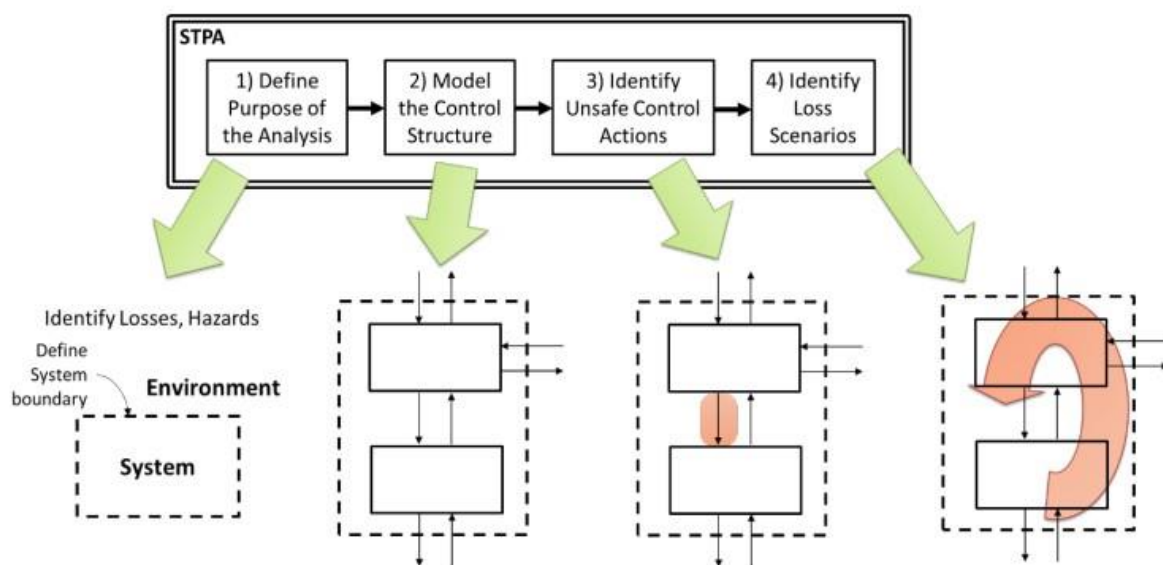 STPA
1) Define
Purpose of
the Analysis
2) Model
the Control
Structure
3) Identify
Unsafe Control
Actions
4) Identify
Loss
Scenarios
Identify Losses, Hazards
Define
System
boundary
Environment
System